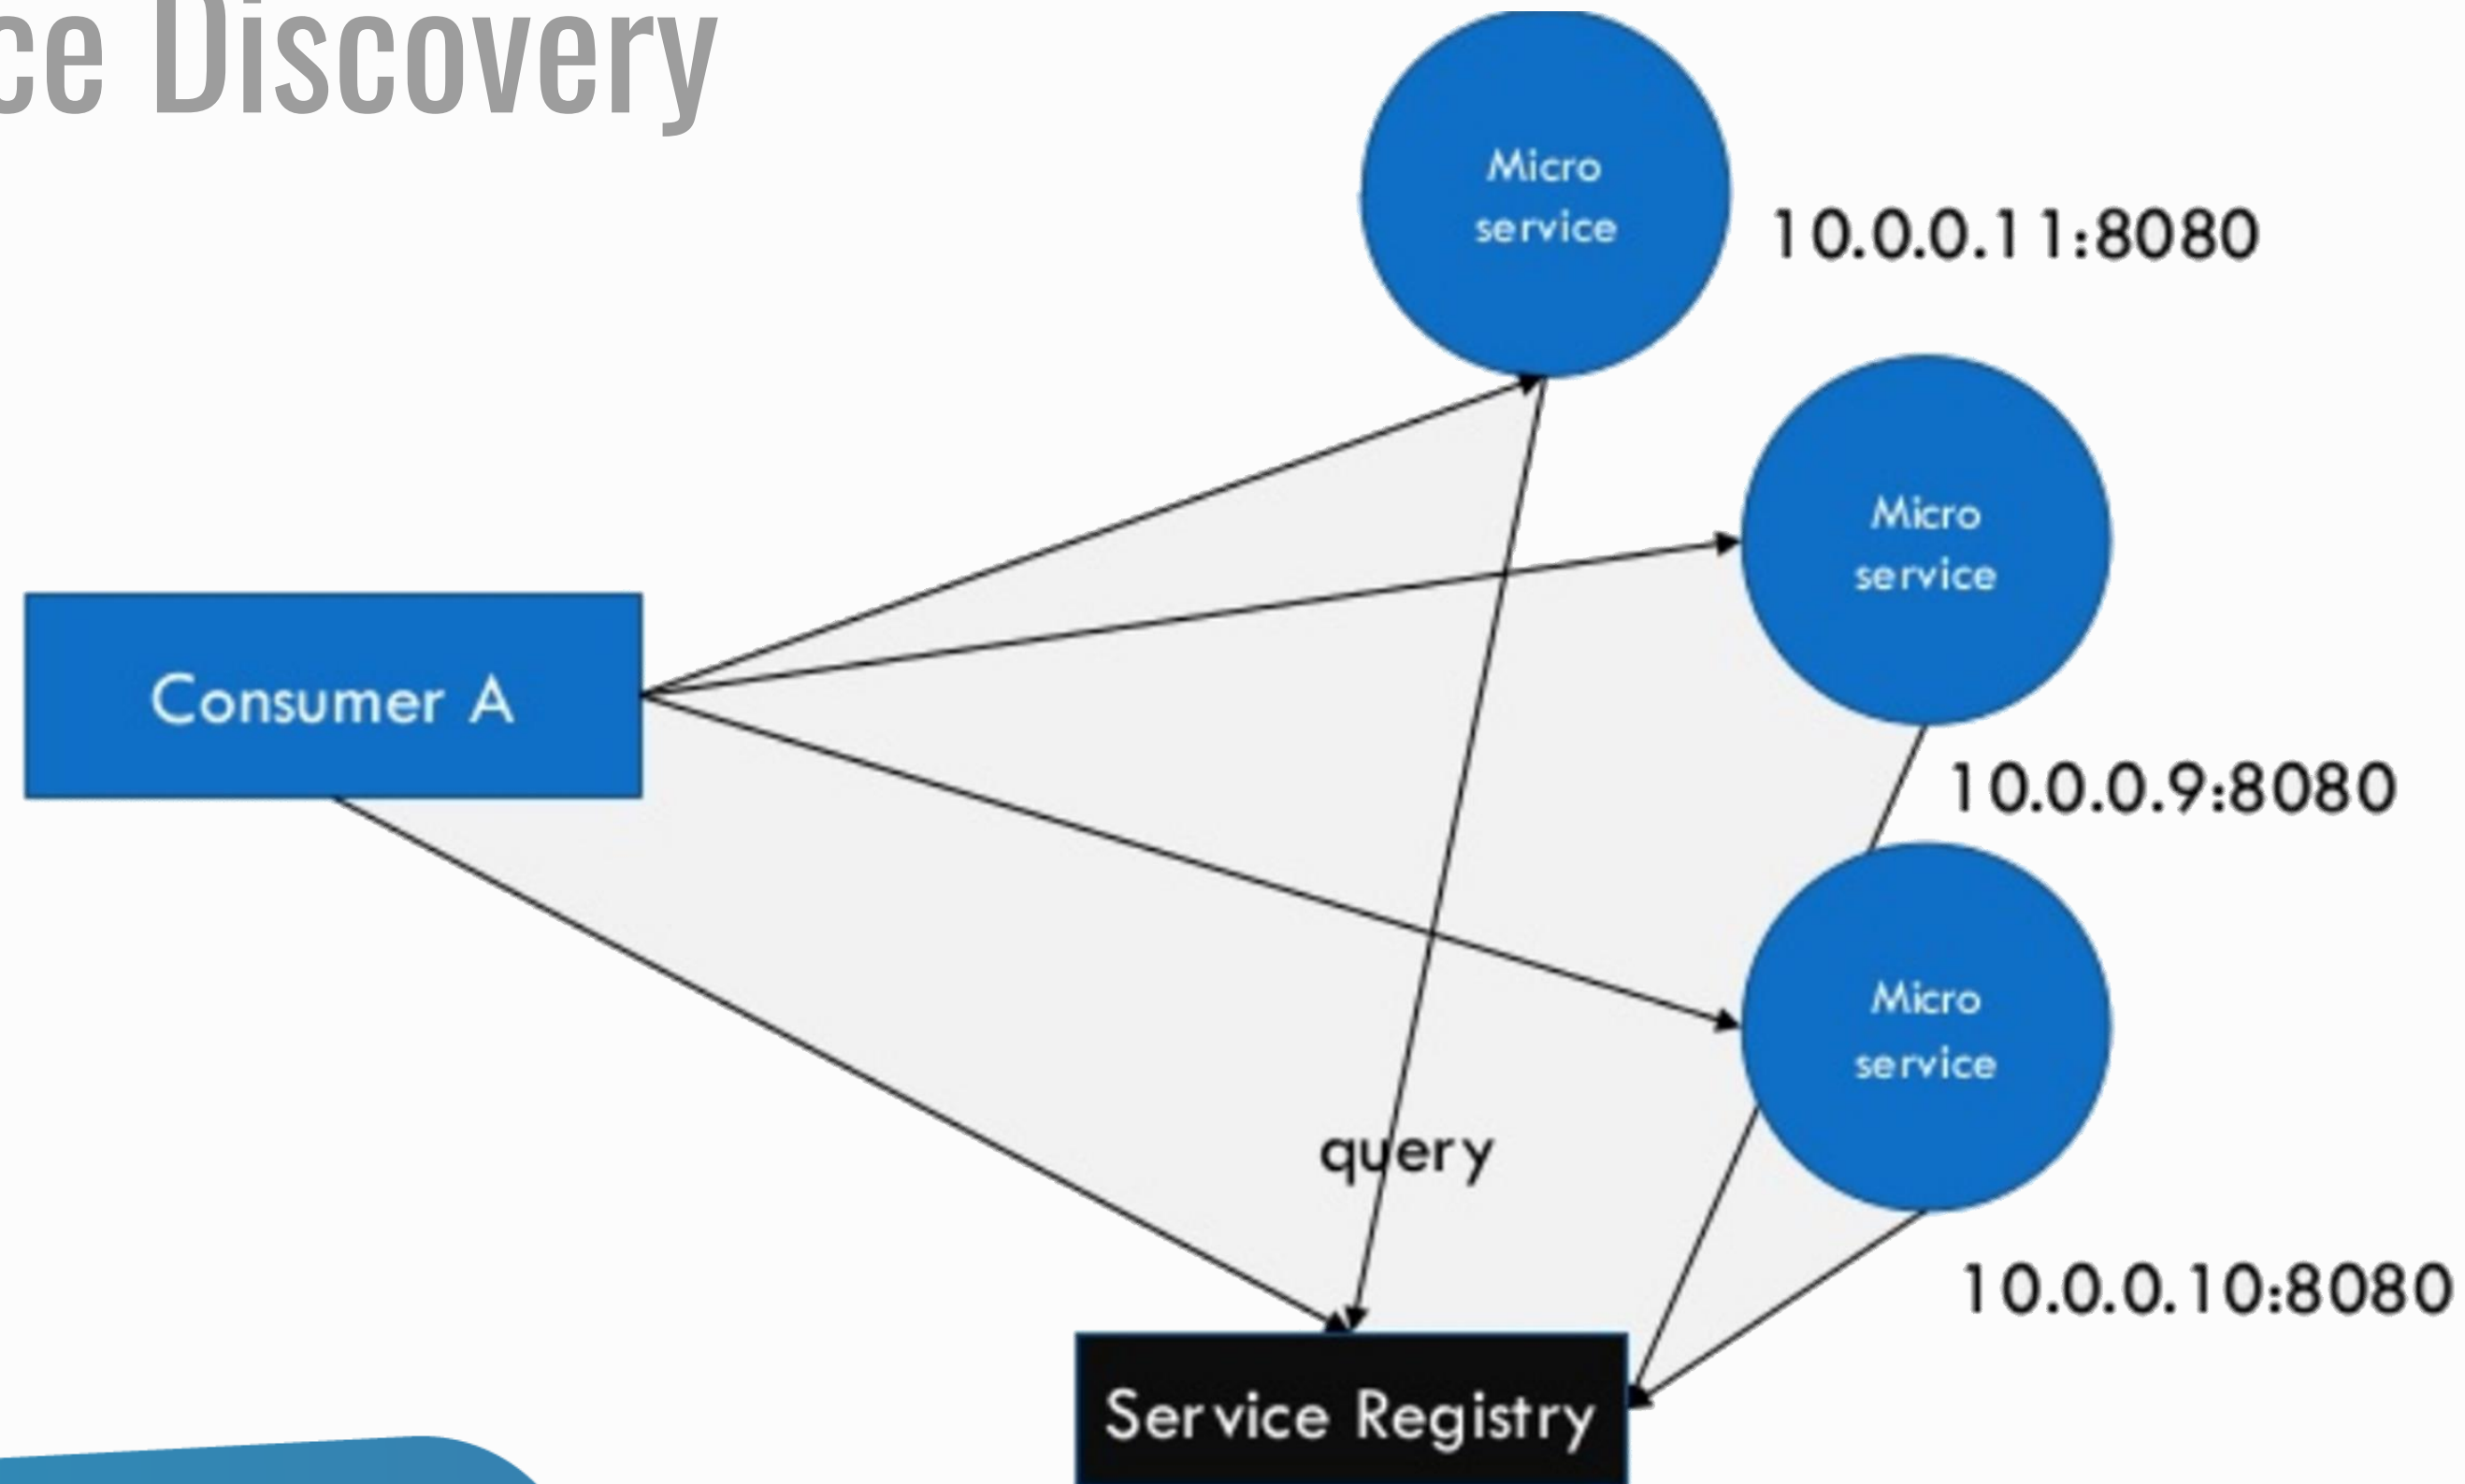 ce Discovery
Micro
service
10.0.0.11:8080
Micro
service
10.0.0.9:8080
Consumer A
Micro
service
query
10.0.0.10:8080
Service Registry